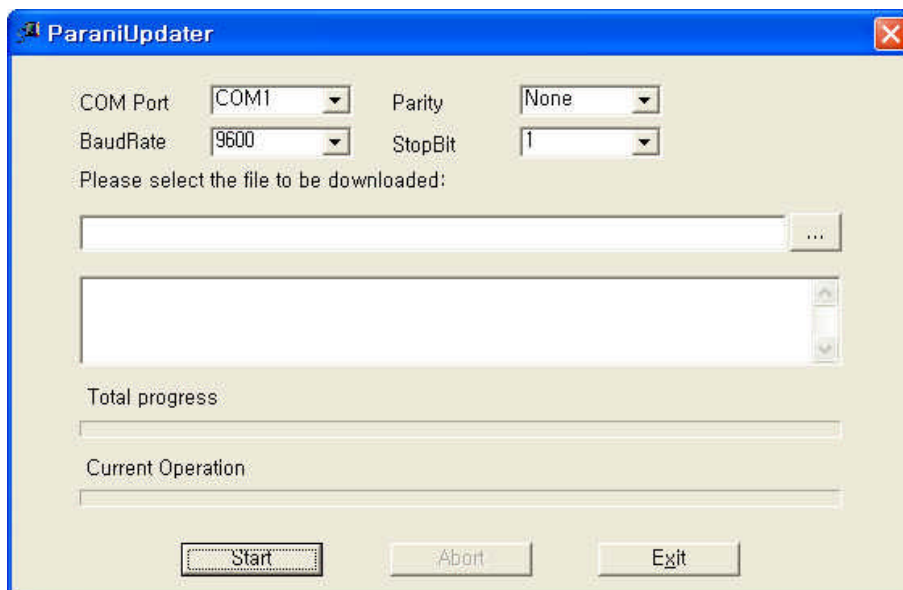 ParaniUpdater
COM Port COM1 Parity None
BaudRate 9600 StopBit 1
Please select the file to be downloaded:
...
Total progress
Current Operation
Start Abort Exit